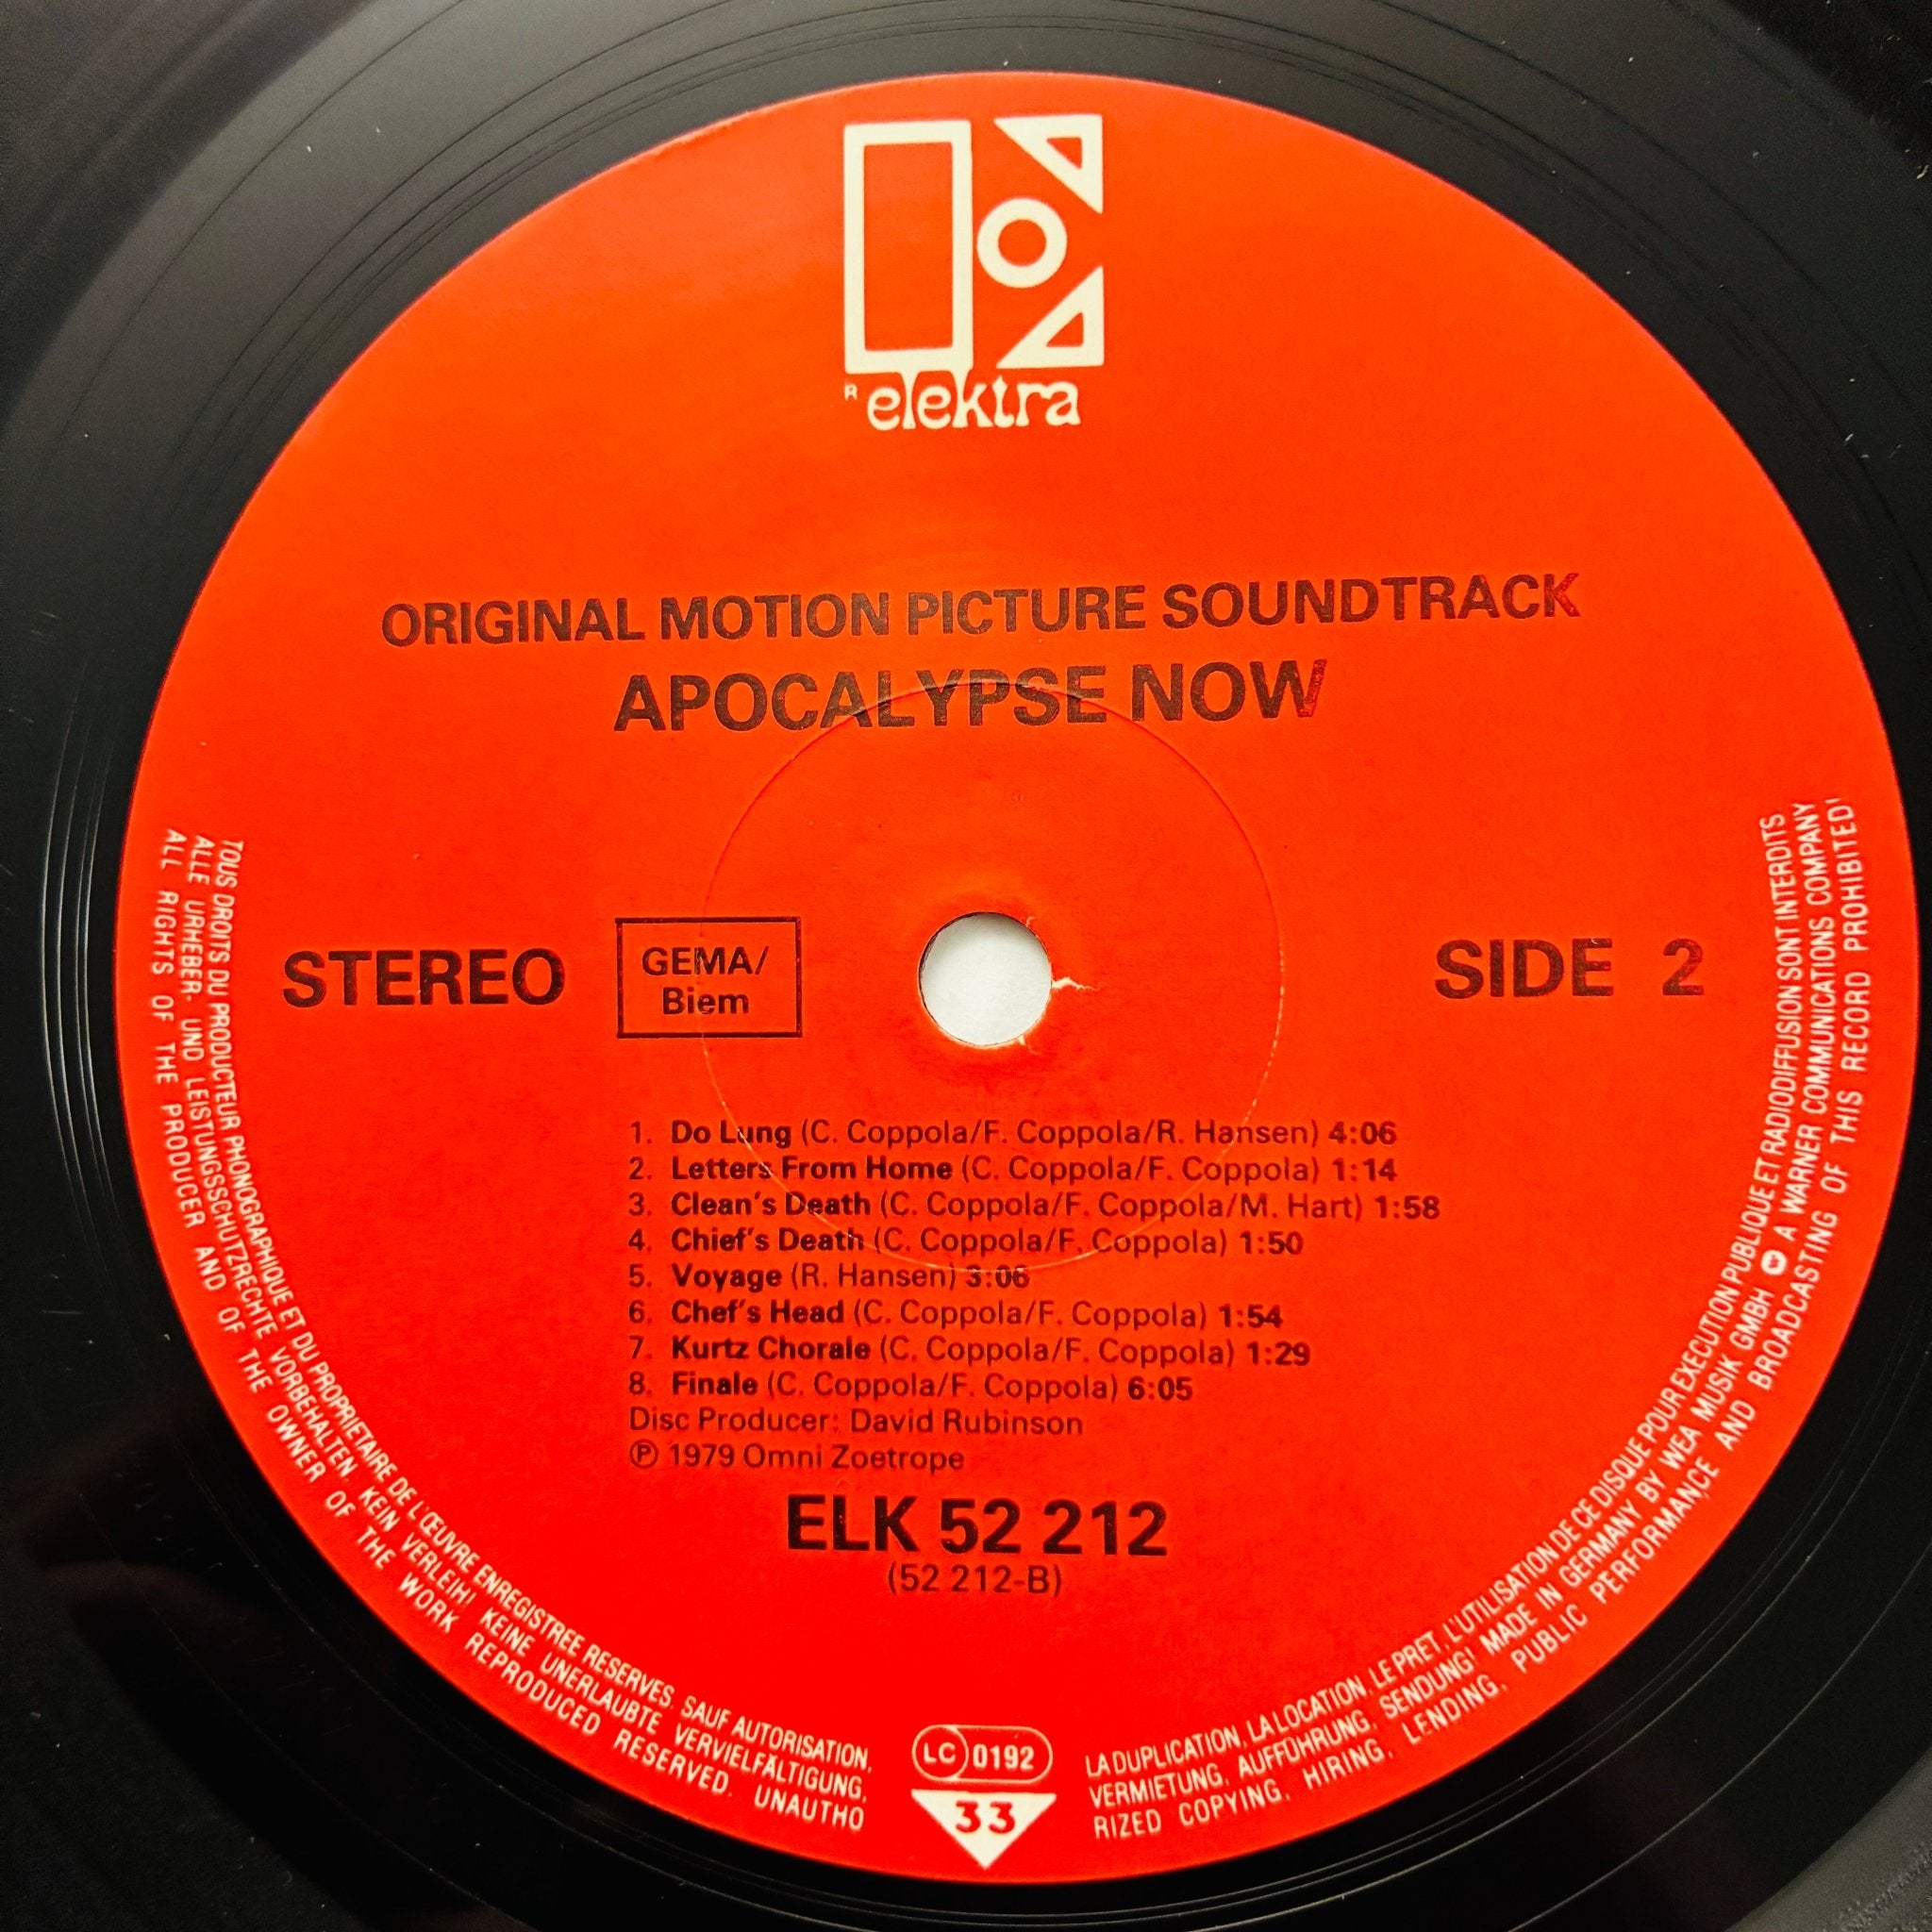 R elektra
ORIGINAL MOTION PICTURE SOUNDTRACK
APOCALYPSE NOW
STEREO
GEMA/
Biem
SIDE 2
1. Do Lung (C. Coppola/F. Coppola/R. Hansen) 4:06
2. Letters From Home (C. Coppola/F. Coppola) 1:14
3. Clean's Death (C. Coppola/F. Coppola/M. Hart) 1:58
4. Chief's Death (C. Coppola/F. Coppola) 1:50
5. Voyage (R. Hansen) 3:06
6. Chef's Head (C. Coppola/F. Coppola) 1:54
7. Kurtz Chorale (C. Coppola/F. Coppola) 1:29
8. Finale (C. Coppola/F. Coppola) 6:05
Disc Producer: David Rubinson
℗ 1979 Omni Zoetrope
ELK 52 212
(52 212-B)
TOUS DROITS DU PRODUCTEUR PHONOGRAPHIQUE ET DU PROPRIETAIRE DE L'ŒUVRE ENREGISTREE RESERVES. SAUF AUTORISATION, LA DUPLICATION, LA LOCATION, LE PRET, L'UTILISATION DE CE DISQUE POUR EXECUTION PUBLIQUE ET RADIODIFFUSION SONT INTERDITS
ALLE URHEBER- UND LEISTUNGSSCHUTZRECHTE VORBEHALTEN. KEIN VERLEIH! KEINE UNERLAUBTE VERVIELFÄLTIGUNG, VERMIETUNG, AUFFÜHRUNG, SENDUNG! MADE IN GERMANY BY WEA MUSIK GMBH W A WARNER COMMUNICATIONS COMPANY
ALL RIGHTS OF THE PRODUCER AND OF THE OWNER OF THE WORK REPRODUCED RESERVED. UNAUTHORIZED COPYING, HIRING, LENDING, PUBLIC PERFORMANCE AND BROADCASTING OF THIS RECORD PROHIBITED!
LC 0192
33